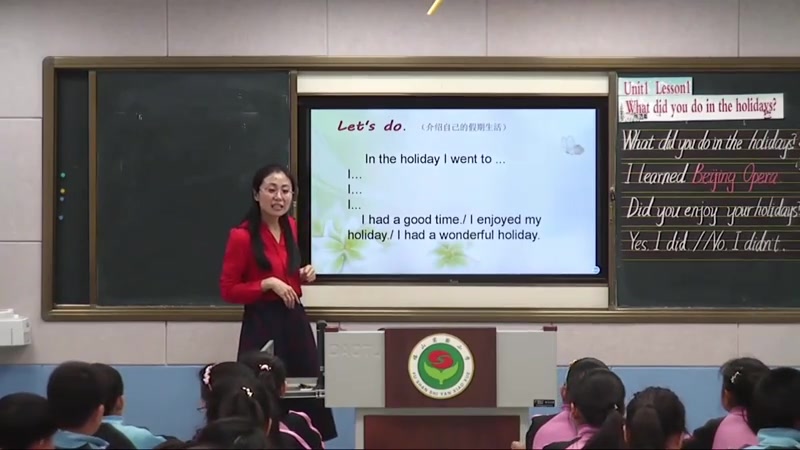 Let's do. （介绍自己的假期生活）
In the holiday I went to ...
I...
I...
I...
I had a good time./ I enjoyed my
holiday./ I had a wonderful holiday.
Unit1 Lesson1
What did you do in the holidays?
What did you do in the holidays?
I learned Beijing Opera.
Did you enjoy your holidays?
Yes. I did. // No. I didn't.